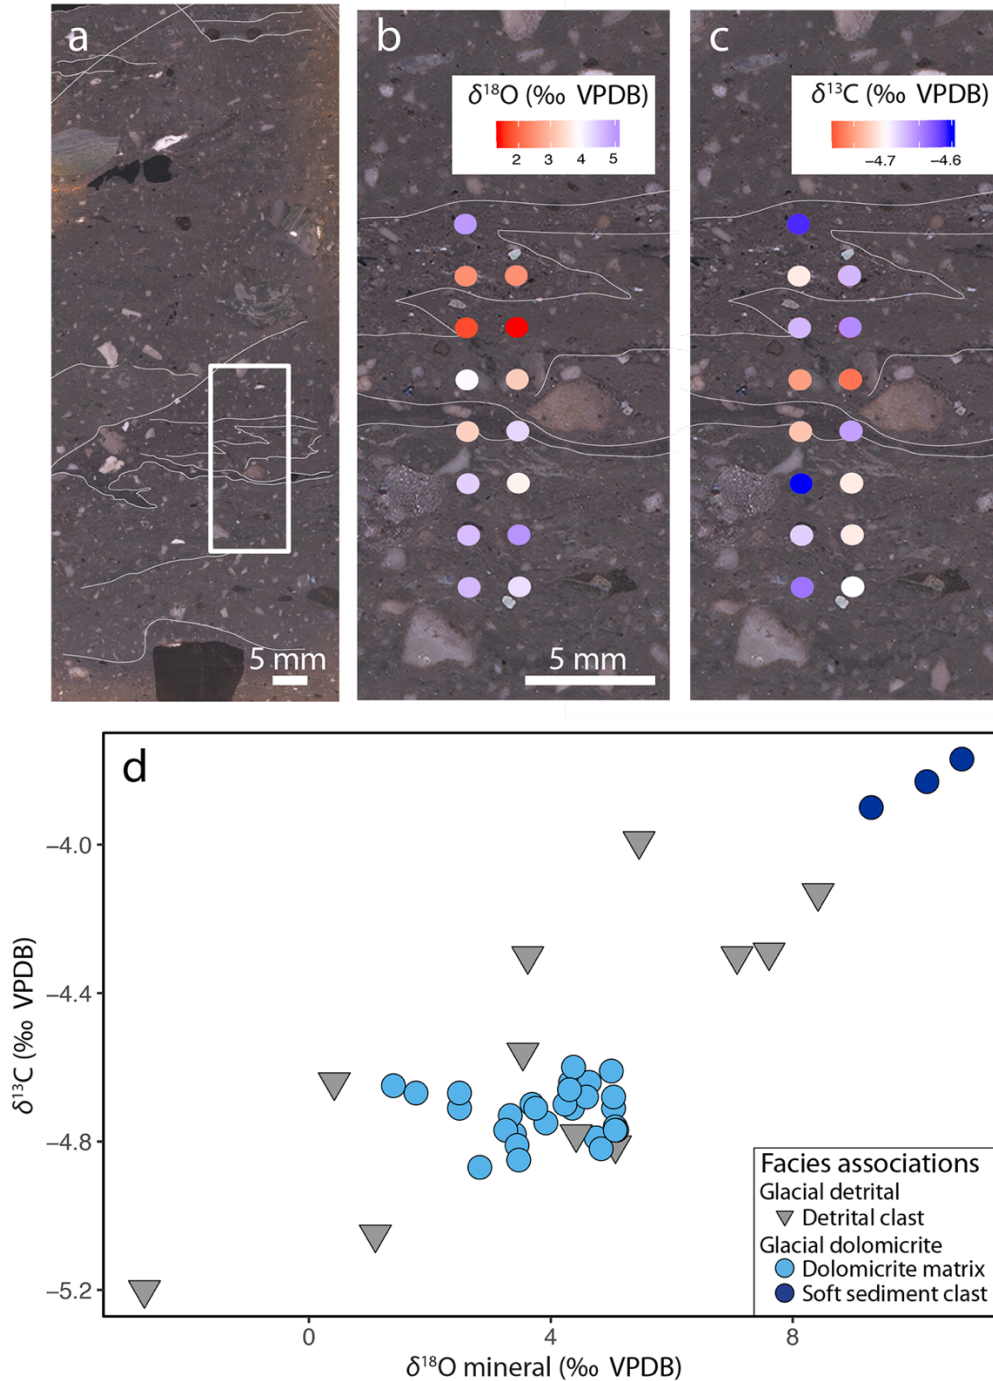 a
5 mm
b
δ18O (‰ VPDB)
2 3 4 5
5 mm
c
δ13C (‰ VPDB)
−4.7 −4.6
d
δ13C (‰ VPDB)
−4.0
−4.4
−4.8
−5.2
0 4 8
δ18O mineral (‰ VPDB)
Facies associations
Glacial detrital
Detrital clast
Glacial dolomicrite
Dolomicrite matrix
Soft sediment clast